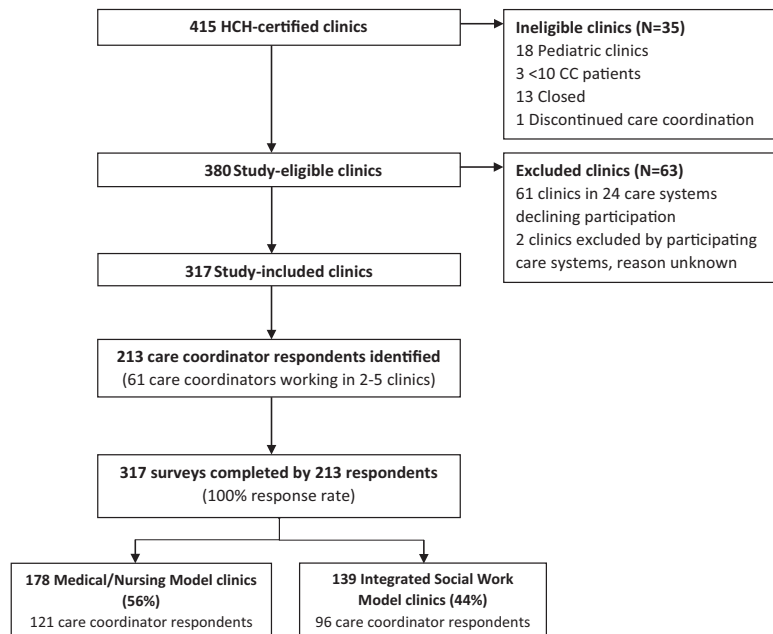 415 HCH-certified clinics
Ineligible clinics (N=35)
18 Pediatric clinics
3 <10 CC patients
13 Closed
1 Discontinued care coordination
380 Study-eligible clinics
Excluded clinics (N=63)
61 clinics in 24 care systems
declining participation
2 clinics excluded by participating
care systems, reason unknown
317 Study-included clinics
213 care coordinator respondents identified
(61 care coordinators working in 2-5 clinics)
317 surveys completed by 213 respondents
(100% response rate)
178 Medical/Nursing Model clinics
(56%)
121 care coordinator respondents
139 Integrated Social Work
Model clinics (44%)
96 care coordinator respondents